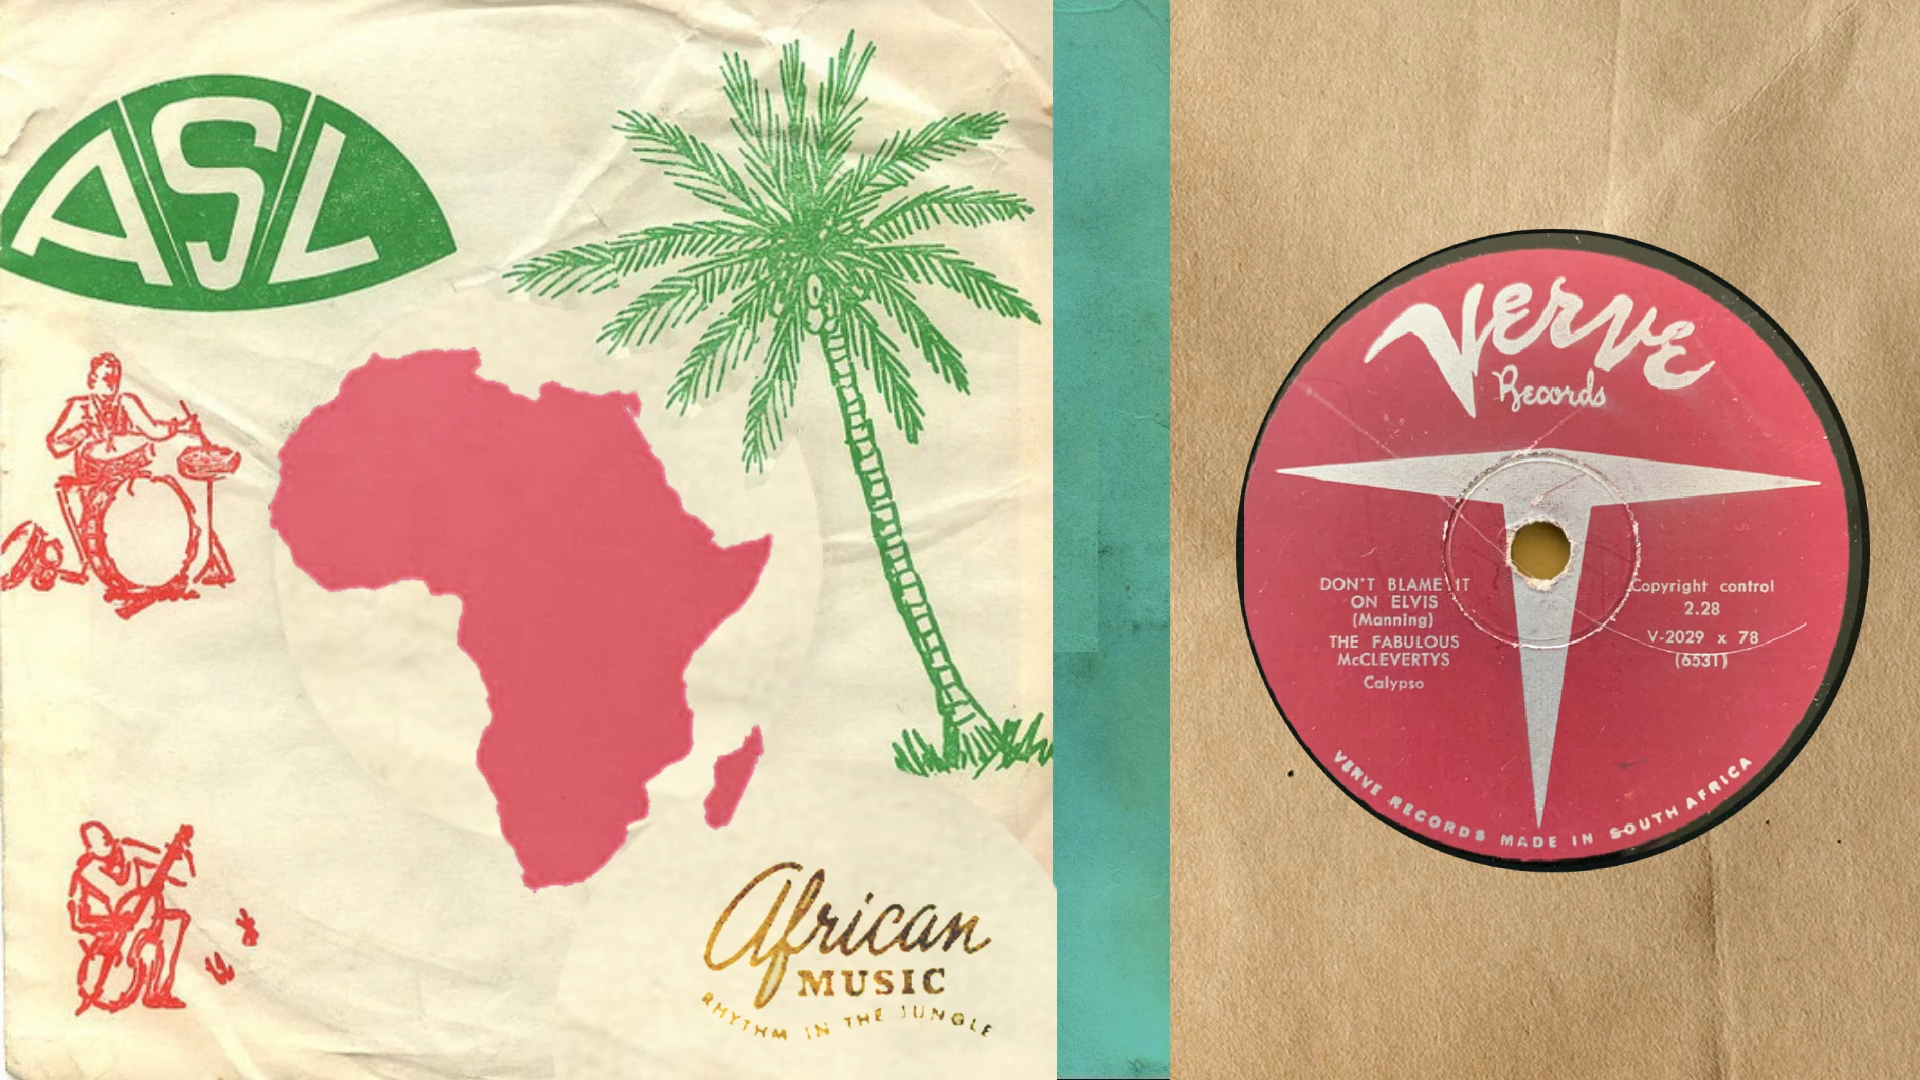 ASL
African
MUSIC
RHYTHM IN THE JUNGLE
Verve
Records
DON'T BLAME IT
ON ELVIS
(Manning)
THE FABULOUS
McCLEVERTYS
Calypso
Copyright control
2.28
V-2029 x 78
(6531)
VERVE RECORDS MADE IN SOUTH AFRICA